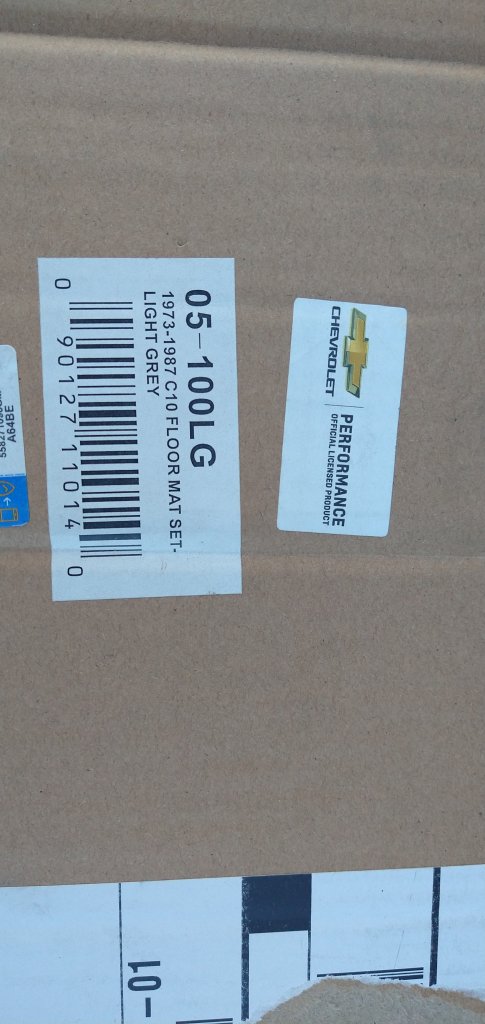 05-100LG
1973-1987 C10 FLOOR MAT SET-
LIGHT GREY
0 90127 11014 0
CHEVROLET
PERFORMANCE
OFFICIAL LICENSED PRODUCT
A64BE
-01